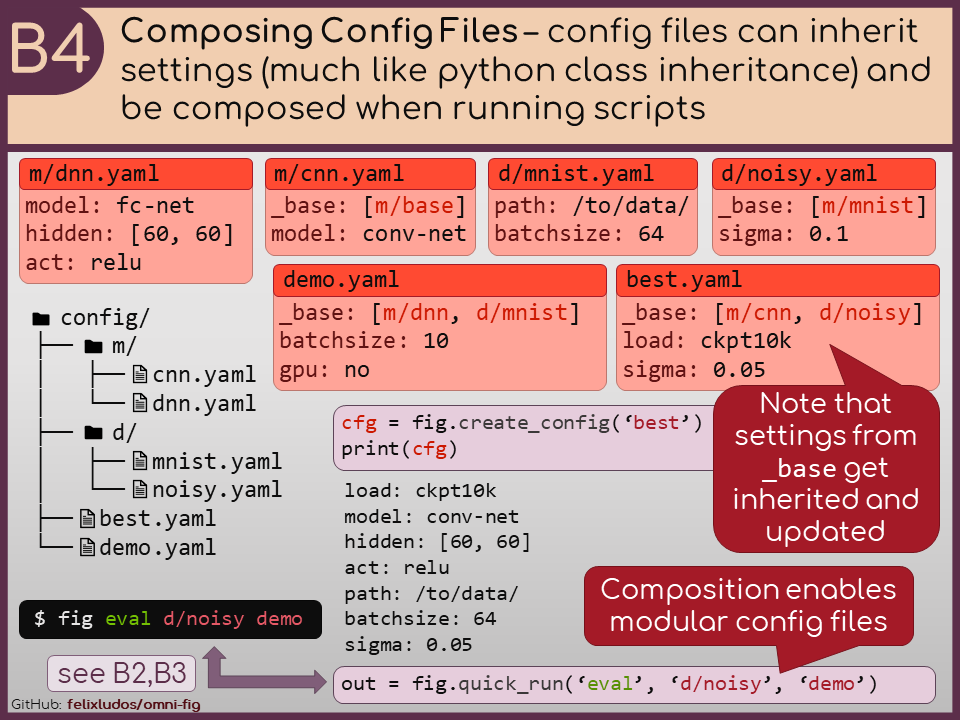 B4
Composing Config Files – config files can inherit
settings (much like python class inheritance) and
be composed when running scripts
m/dnn.yaml
model: fc-net
hidden: [60, 60]
act: relu
m/cnn.yaml
_base: [m/base]
model: conv-net
d/mnist.yaml
path: /to/data/
batchsize: 64
d/noisy.yaml
_base: [m/mnist]
sigma: 0.1
demo.yaml
_base: [m/dnn, d/mnist]
batchsize: 10
gpu: no
best.yaml
_base: [m/cnn, d/noisy]
load: ckpt10k
sigma: 0.05
config/
m/
cnn.yaml
dnn.yaml
d/
mnist.yaml
noisy.yaml
best.yaml
demo.yaml
cfg = fig.create_config(‘best’)
print(cfg)
Note that
settings from
_base get
inherited and
updated
load: ckpt10k
model: conv-net
hidden: [60, 60]
act: relu
path: /to/data/
batchsize: 64
sigma: 0.05
Composition enables
modular config files
$ fig eval d/noisy demo
see B2,B3
out = fig.quick_run(‘eval’, ‘d/noisy’, ‘demo’)
GitHub: felixludos/omni-fig